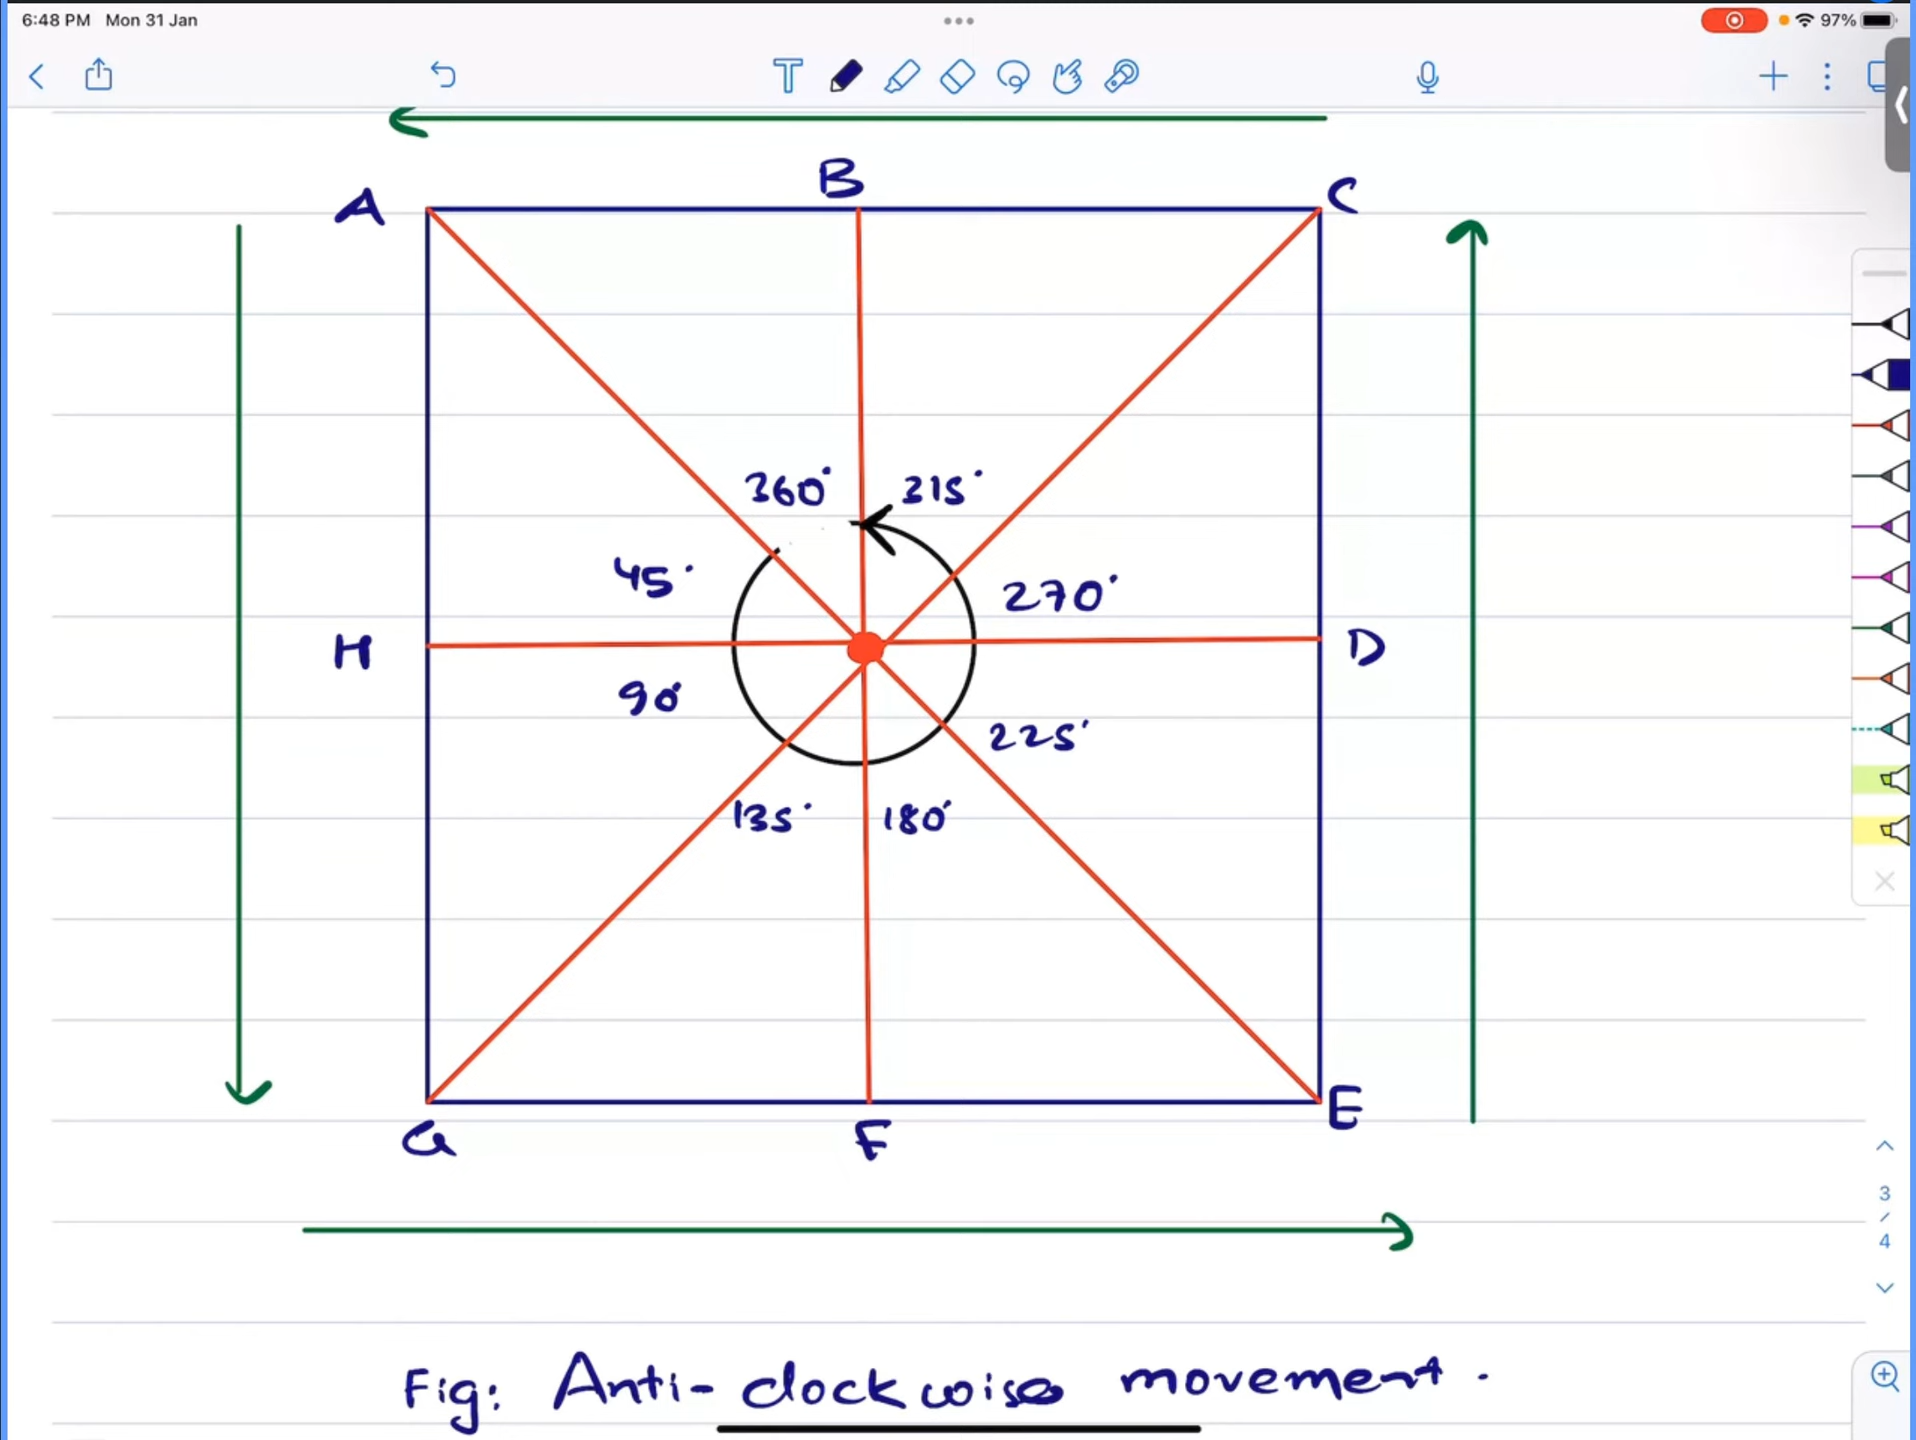 6:48 PM Mon 31 Jan
97%
T
B
A
C
360° 315°
45° 270°
H D
90° 225°
135° 180°
G F E
3
/
4
Fig: Anti-clockwise movement.